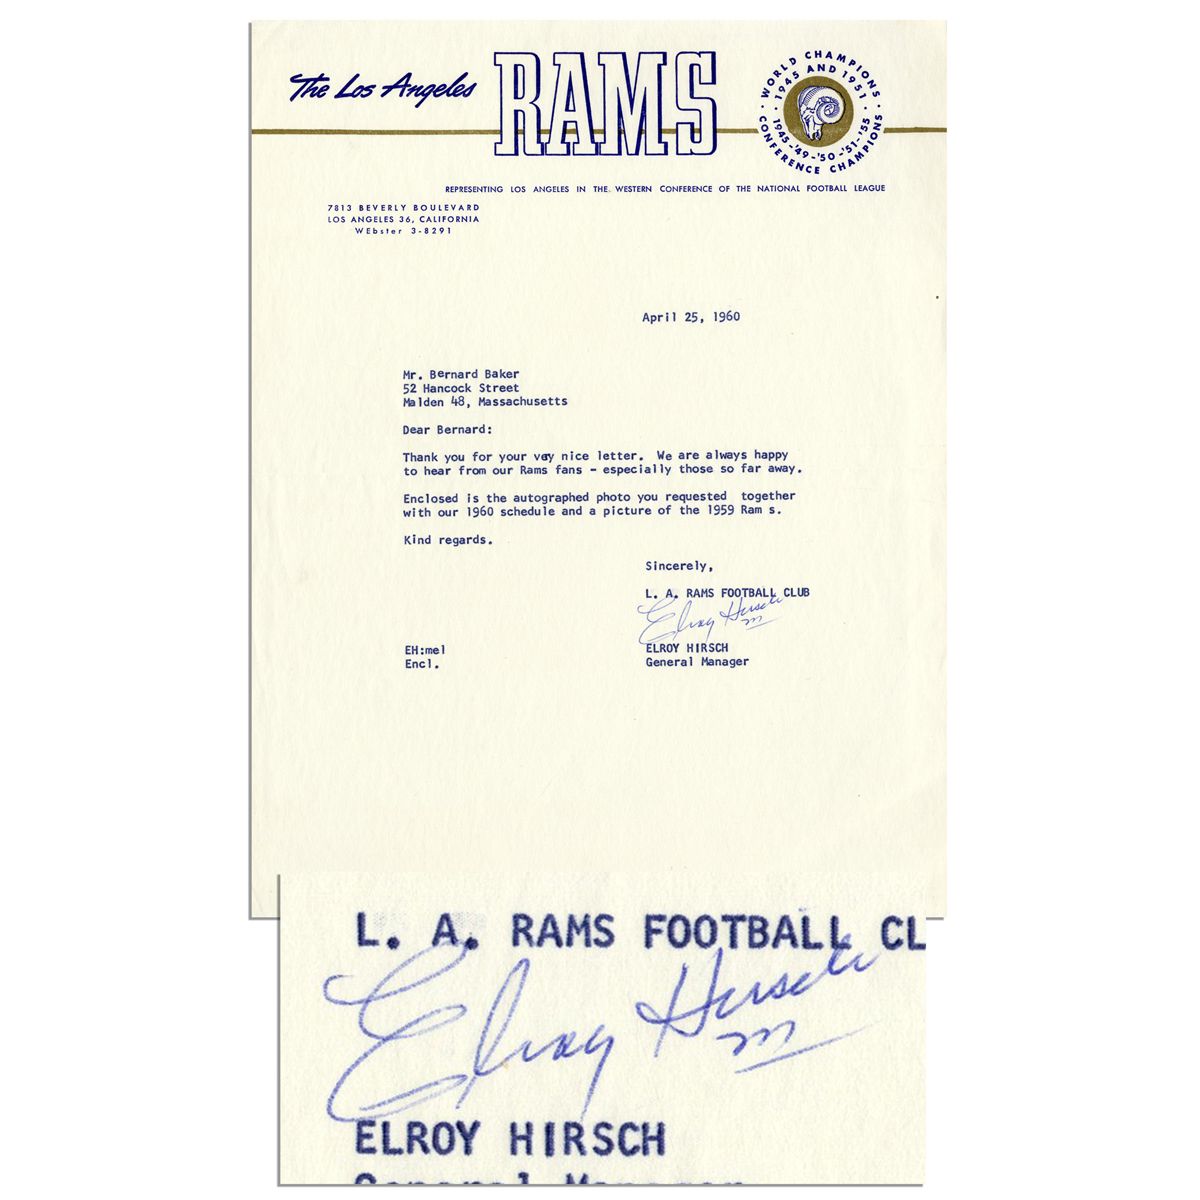 The Los Angeles RAMS
WORLD CHAMPIONS
1945 AND 1951
1945-'49-'50-'51-'55
CONFERENCE CHAMPIONS
REPRESENTING LOS ANGELES IN THE WESTERN CONFERENCE OF THE NATIONAL FOOTBALL LEAGUE
7813 BEVERLY BOULEVARD
LOS ANGELES 36, CALIFORNIA
WEbster 3-8291
April 25, 1960
Mr. Bernard Baker
52 Hancock Street
Malden 48, Massachusetts
Dear Bernard:
Thank you for your vey nice letter. We are always happy
to hear from our Rams fans - especially those so far away.
Enclosed is the autographed photo you requested together
with our 1960 schedule and a picture of the 1959 Ram s.
Kind regards.
Sincerely,
L. A. RAMS FOOTBALL CLUB
Elroy Hirsch
m
ELROY HIRSCH
General Manager
EH:mel
Encl.
L. A. RAMS FOOTBALL CL
Elroy Hirsch
m
ELROY HIRSCH
General Manager